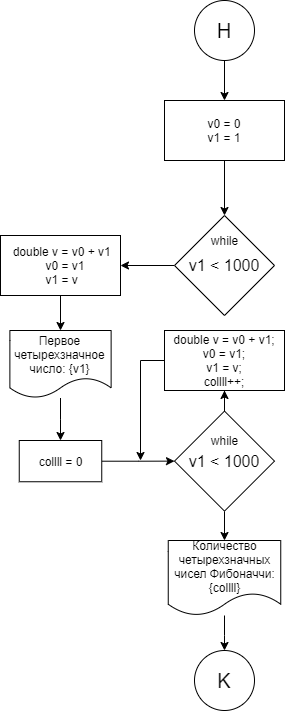 Н
v0 = 0
v1 = 1
while
v1 < 1000
double v = v0 + v1
v0 = v1
v1 = v
Первое
четырехзначное
число: {v1}
double v = v0 + v1;
v0 = v1;
v1 = v;
collll++;
collll = 0
while
v1 < 1000
Количество
четырехзначных
чисел Фибоначчи:
{collll}
К